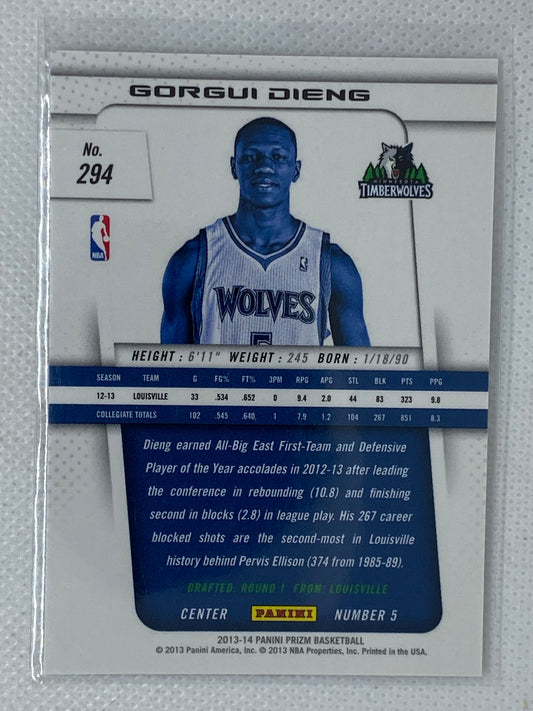 GORGUI DIENG
No.
294
MINNESOTA
TIMBERWOLVES
NBA
WOLVES
5
HEIGHT : 6'11" WEIGHT : 245 BORN : 1/18/90
SEASON TEAM G FG% FT% 3PM RPG APG STL BLK PTS PPG
12-13 LOUISVILLE 33 .534 .652 0 9.4 2.0 44 83 323 9.8
COLLEGIATE TOTALS 102 .545 .640 1 7.9 1.2 104 267 851 8.3
Dieng earned All-Big East First-Team and Defensive
Player of the Year accolades in 2012-13 after leading
the conference in rebounding (10.8) and finishing
second in blocks (2.8) in league play. His 267 career
blocked shots are the second-most in Louisville
history behind Pervis Ellison (374 from 1985-89).
DRAFTED: ROUND 1 FROM: LOUISVILLE
CENTER PANINI NUMBER 5
2013-14 PANINI PRIZM BASKETBALL
© 2013 Panini America, Inc. © 2013 NBA Properties, Inc. Printed in the USA.